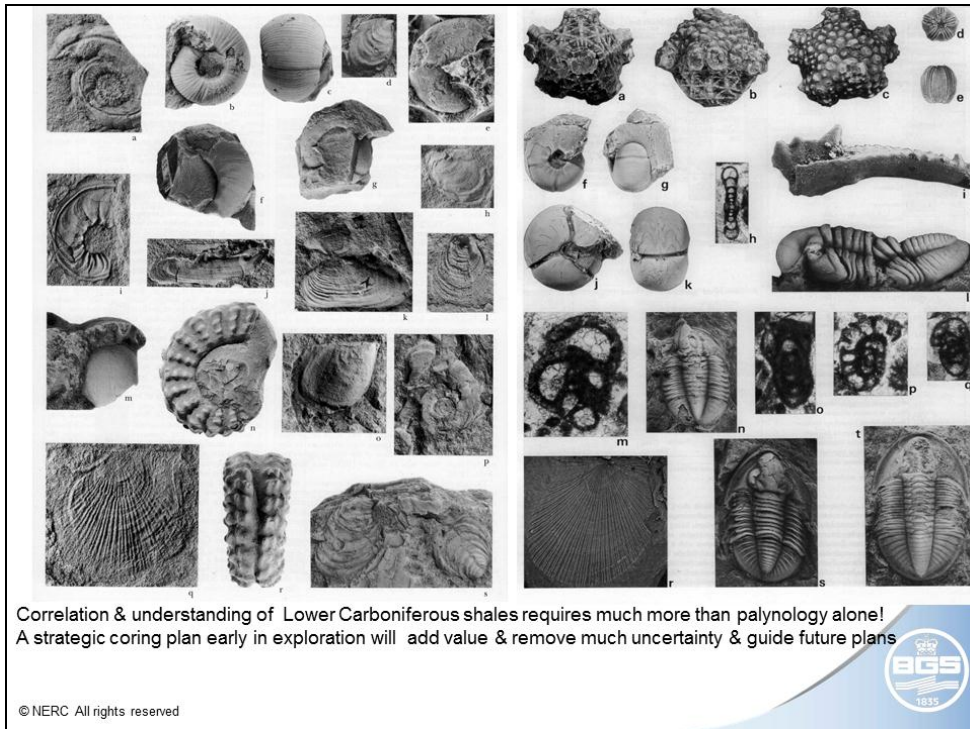 a
b
c
d
e
f
g
h
i
j
k
l
m
n
o
p
q
r
s
a
b
c
d
e
f
g
h
i
j
k
l
m
n
o
p
q
r
s
t
Correlation & understanding of Lower Carboniferous shales requires much more than palynology alone!
A strategic coring plan early in exploration will add value & remove much uncertainty & guide future plans
BGS
1835
© NERC All rights reserved